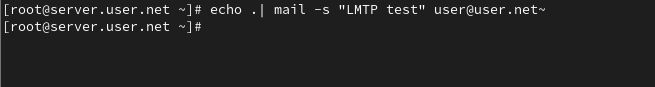 [root@server.user.net ~]# echo .| mail -s "LMTP test" user@user.net~
[root@server.user.net ~]#